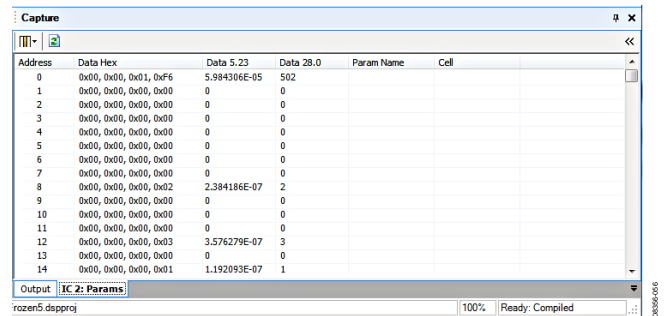 Capture
Address Data Hex Data 5.23 Data 28.0 Param Name Cell
0 0x00, 0x00, 0x01, 0xF6 5.984306E-05 502
1 0x00, 0x00, 0x00, 0x00 0 0
2 0x00, 0x00, 0x00, 0x00 0 0
3 0x00, 0x00, 0x00, 0x00 0 0
4 0x00, 0x00, 0x00, 0x00 0 0
5 0x00, 0x00, 0x00, 0x00 0 0
6 0x00, 0x00, 0x00, 0x00 0 0
7 0x00, 0x00, 0x00, 0x00 0 0
8 0x00, 0x00, 0x00, 0x02 2.384186E-07 2
9 0x00, 0x00, 0x00, 0x00 0 0
10 0x00, 0x00, 0x00, 0x00 0 0
11 0x00, 0x00, 0x00, 0x00 0 0
12 0x00, 0x00, 0x00, 0x03 3.576279E-07 3
13 0x00, 0x00, 0x00, 0x00 0 0
14 0x00, 0x00, 0x00, 0x01 1.192093E-07 1
Output IC 2: Params
rozen5.dspproj 100% Ready: Compiled
08356-056